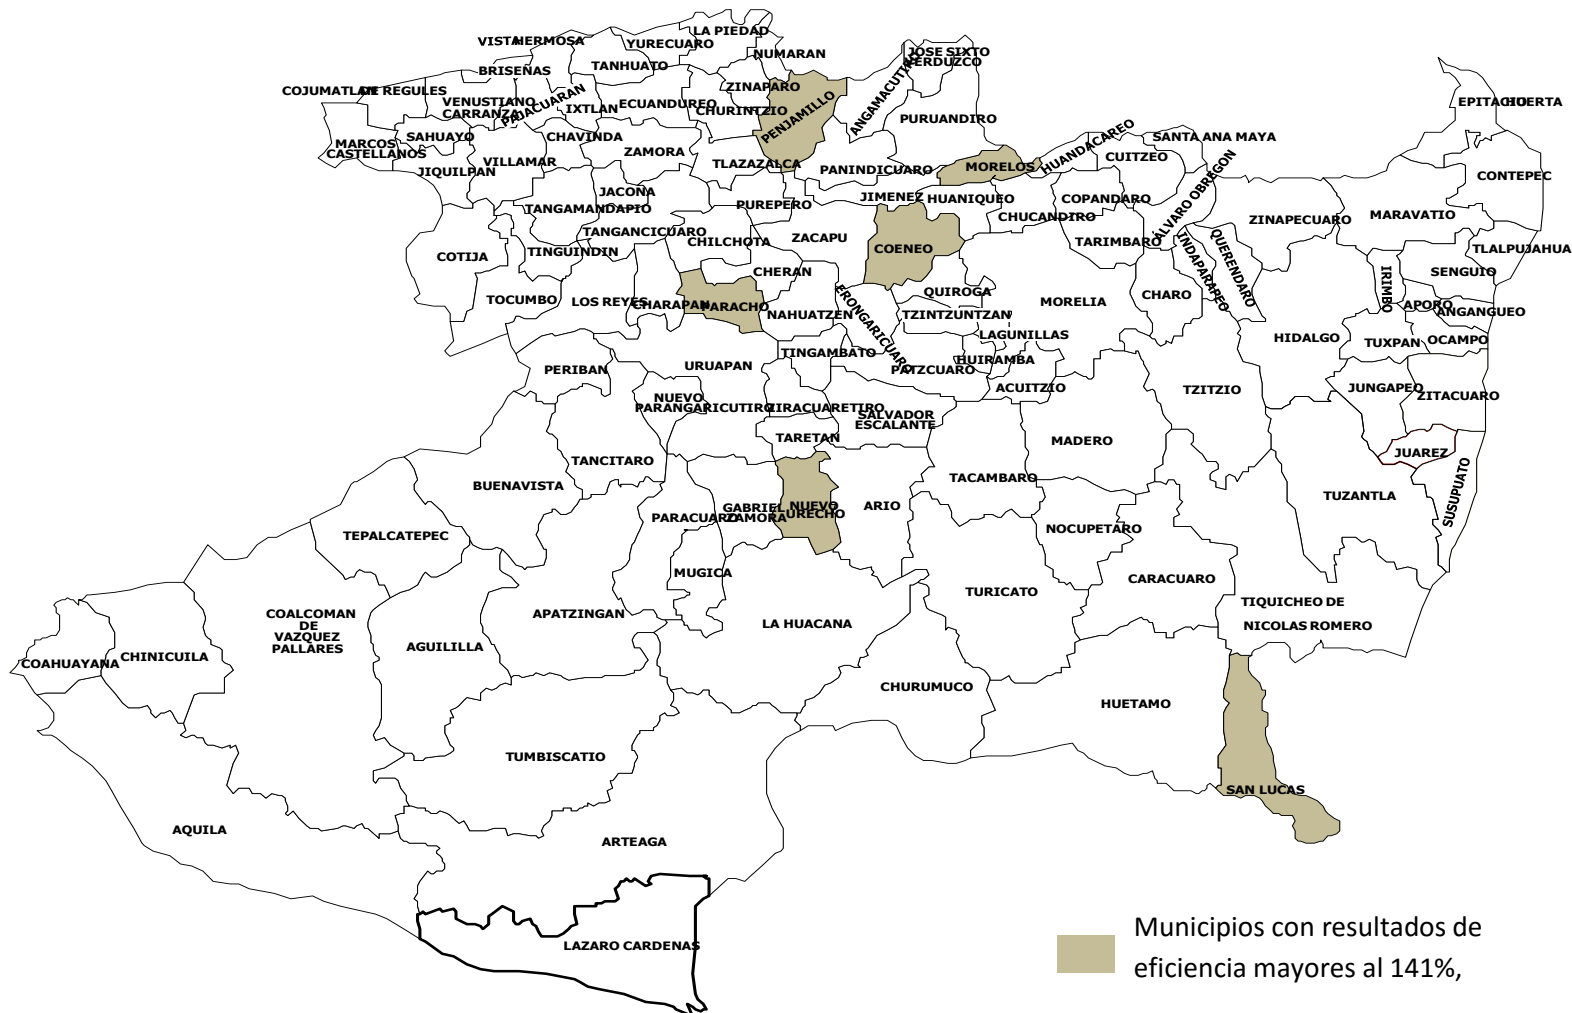 LA PIEDAD
VISTA HERMOSA
YURECUARO
NUMARAN
JOSE SIXTO
VERDUZCO
BRISEÑAS
TANHUATO
ZINAPARO
ANGAMACUTIRO
COJUMATLAN DE REGULES
VENUSTIANO
CARRANZA
PAJACUARAN
IXTLAN
ECUANDUREO
CHURINTZIO
PENJAMILLO
PURUANDIRO
EPITACIO HUERTA
MARCOS
CASTELLANOS
SAHUAYO
CHAVINDA
ZAMORA
TLAZAZALCA
PANINDICUARO
MORELOS
HUANDACAREO
CUITZEO
SANTA ANA MAYA
JIQUILPAN
VILLAMAR
JACONA
PUREPERO
JIMENEZ
HUANIQUEO
COPANDARO
ALVARO OBREGON
CONTEPEC
TANGAMANDAPIO
CHUCANDIRO
ZINAPECUARO
MARAVATIO
TANGANCICUARO
CHILCHOTA
ZACAPU
COENEO
TARIMBARO
INDAPARAPEO
QUERENDARO
TLALPUJAHUA
COTIJA
TINGUINDIN
CHERAN
SENGUIO
IRIMBO
TOCUMBO
LOS REYES
CHARAPAN
PARACHO
NAHUATZEN
ERONGARICUARO
QUIROGA
MORELIA
CHARO
APORO
ANGANGUEO
TZINTZUNTZAN
LAGUNILLAS
HIDALGO
TUXPAN
OCAMPO
PERIBAN
URUAPAN
TINGAMBATO
PATZCUARO
HUIRAMBA
ACUITZIO
TZITZIO
JUNGAPEO
ZITACUARO
NUEVO
PARANGARICUTIRO
ZIRACUARETIRO
SALVADOR
ESCALANTE
TARETAN
MADERO
JUAREZ
TANCITARO
BUENAVISTA
TACAMBARO
TUZANTLA
SUSUPUATO
TEPALCATEPEC
PARACUARO
GABRIEL
ZAMORA
NUEVO
URECHO
ARIO
NOCUPETARO
MUGICA
CARACUARO
APATZINGAN
TURICATO
TIQUICHEO DE
NICOLAS ROMERO
COALCOMAN
DE
VAZQUEZ
PALLARES
AGUILILLA
LA HUACANA
COAHUAYANA
CHINICUILA
CHURUMUCO
HUETAMO
TUMBISCATIO
SAN LUCAS
AQUILA
ARTEAGA
LAZARO CARDENAS
Municipios con resultados de
eficiencia mayores al 141%,